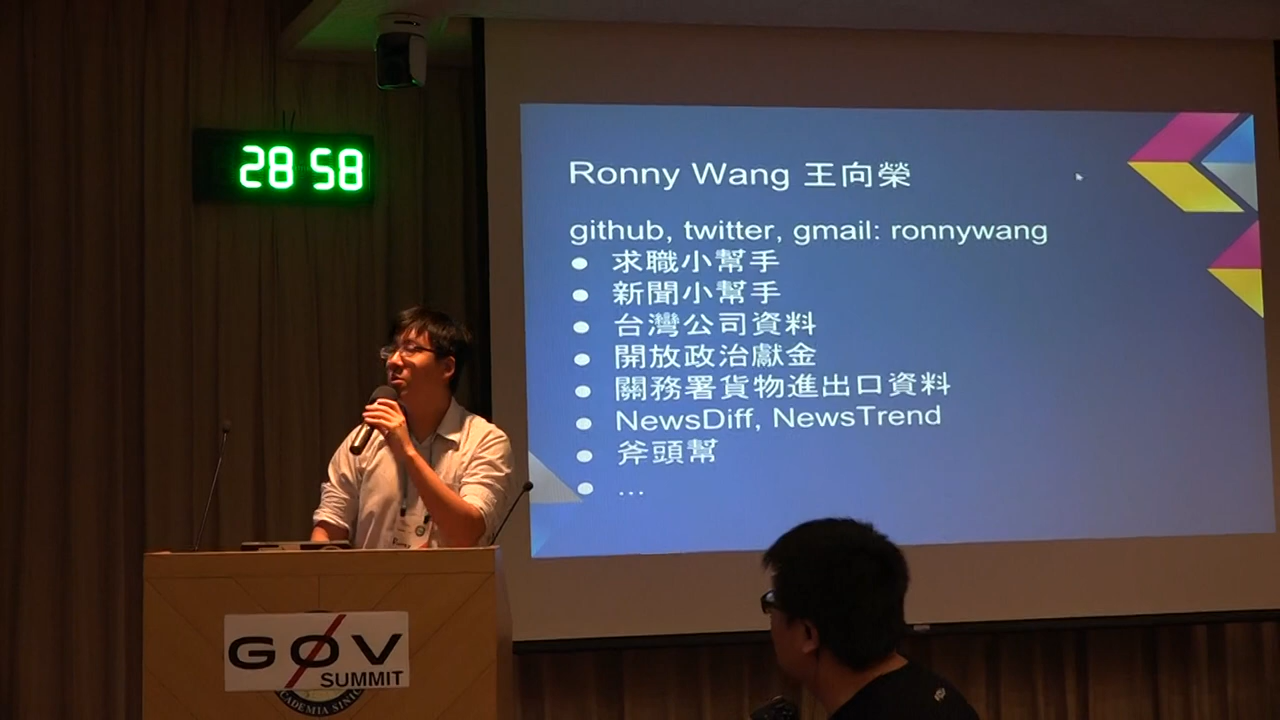 28 58
Ronny Wang 王向榮
github, twitter, gmail: ronnywang
● 求職小幫手
● 新聞小幫手
● 台灣公司資料
● 開放政治獻金
● 關務署貨物進出口資料
● NewsDiff, NewsTrend
● 斧頭幫
● ...
GØV
SUMMIT